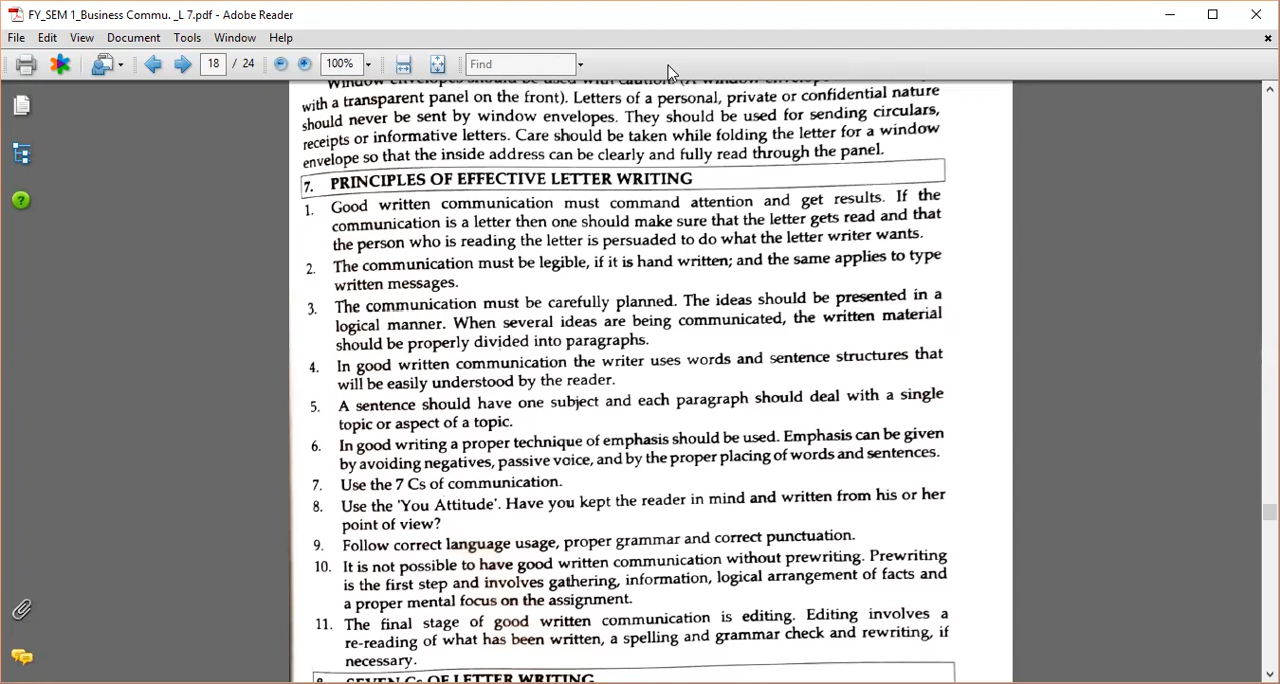 FY_SEM 1_Business Commu. _L 7.pdf - Adobe Reader
File Edit View Document Tools Window Help
18 / 24 100% Find
Window envelopes should be used with caution. (A window envelope
with a transparent panel on the front). Letters of a personal, private or confidential nature
should never be sent by window envelopes. They should be used for sending circulars,
receipts or informative letters. Care should be taken while folding the letter for a window
envelope so that the inside address can be clearly and fully read through the panel.
7. PRINCIPLES OF EFFECTIVE LETTER WRITING
1. Good written communication must command attention and get results. If the
communication is a letter then one should make sure that the letter gets read and that
the person who is reading the letter is persuaded to do what the letter writer wants.
2. The communication must be legible, if it is hand written; and the same applies to type
written messages.
3. The communication must be carefully planned. The ideas should be presented in a
logical manner. When several ideas are being communicated, the written material
should be properly divided into paragraphs.
4. In good written communication the writer uses words and sentence structures that
will be easily understood by the reader.
5. A sentence should have one subject and each paragraph should deal with a single
topic or aspect of a topic.
6. In good writing a proper technique of emphasis should be used. Emphasis can be given
by avoiding negatives, passive voice, and by the proper placing of words and sentences.
7. Use the 7 Cs of communication.
8. Use the 'You Attitude'. Have you kept the reader in mind and written from his or her
point of view?
9. Follow correct language usage, proper grammar and correct punctuation.
10. It is not possible to have good written communication without prewriting. Prewriting
is the first step and involves gathering, information, logical arrangement of facts and
a proper mental focus on the assignment.
11. The final stage of good written communication is editing. Editing involves a
re-reading of what has been written, a spelling and grammar check and rewriting, if
necessary.
8. SEVEN Cs OF LETTER WRITING